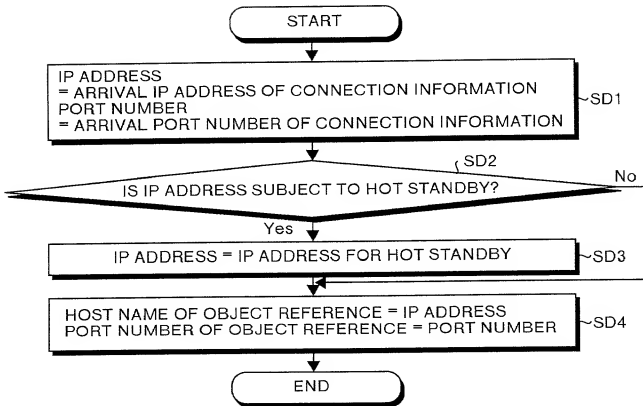 START
IP ADDRESS
= ARRIVAL IP ADDRESS OF CONNECTION INFORMATION
PORT NUMBER
= ARRIVAL PORT NUMBER OF CONNECTION INFORMATION
SD1
SD2
IS IP ADDRESS SUBJECT TO HOT STANDBY?
No
Yes
IP ADDRESS = IP ADDRESS FOR HOT STANDBY
SD3
HOST NAME OF OBJECT REFERENCE = IP ADDRESS
PORT NUMBER OF OBJECT REFERENCE = PORT NUMBER
SD4
END